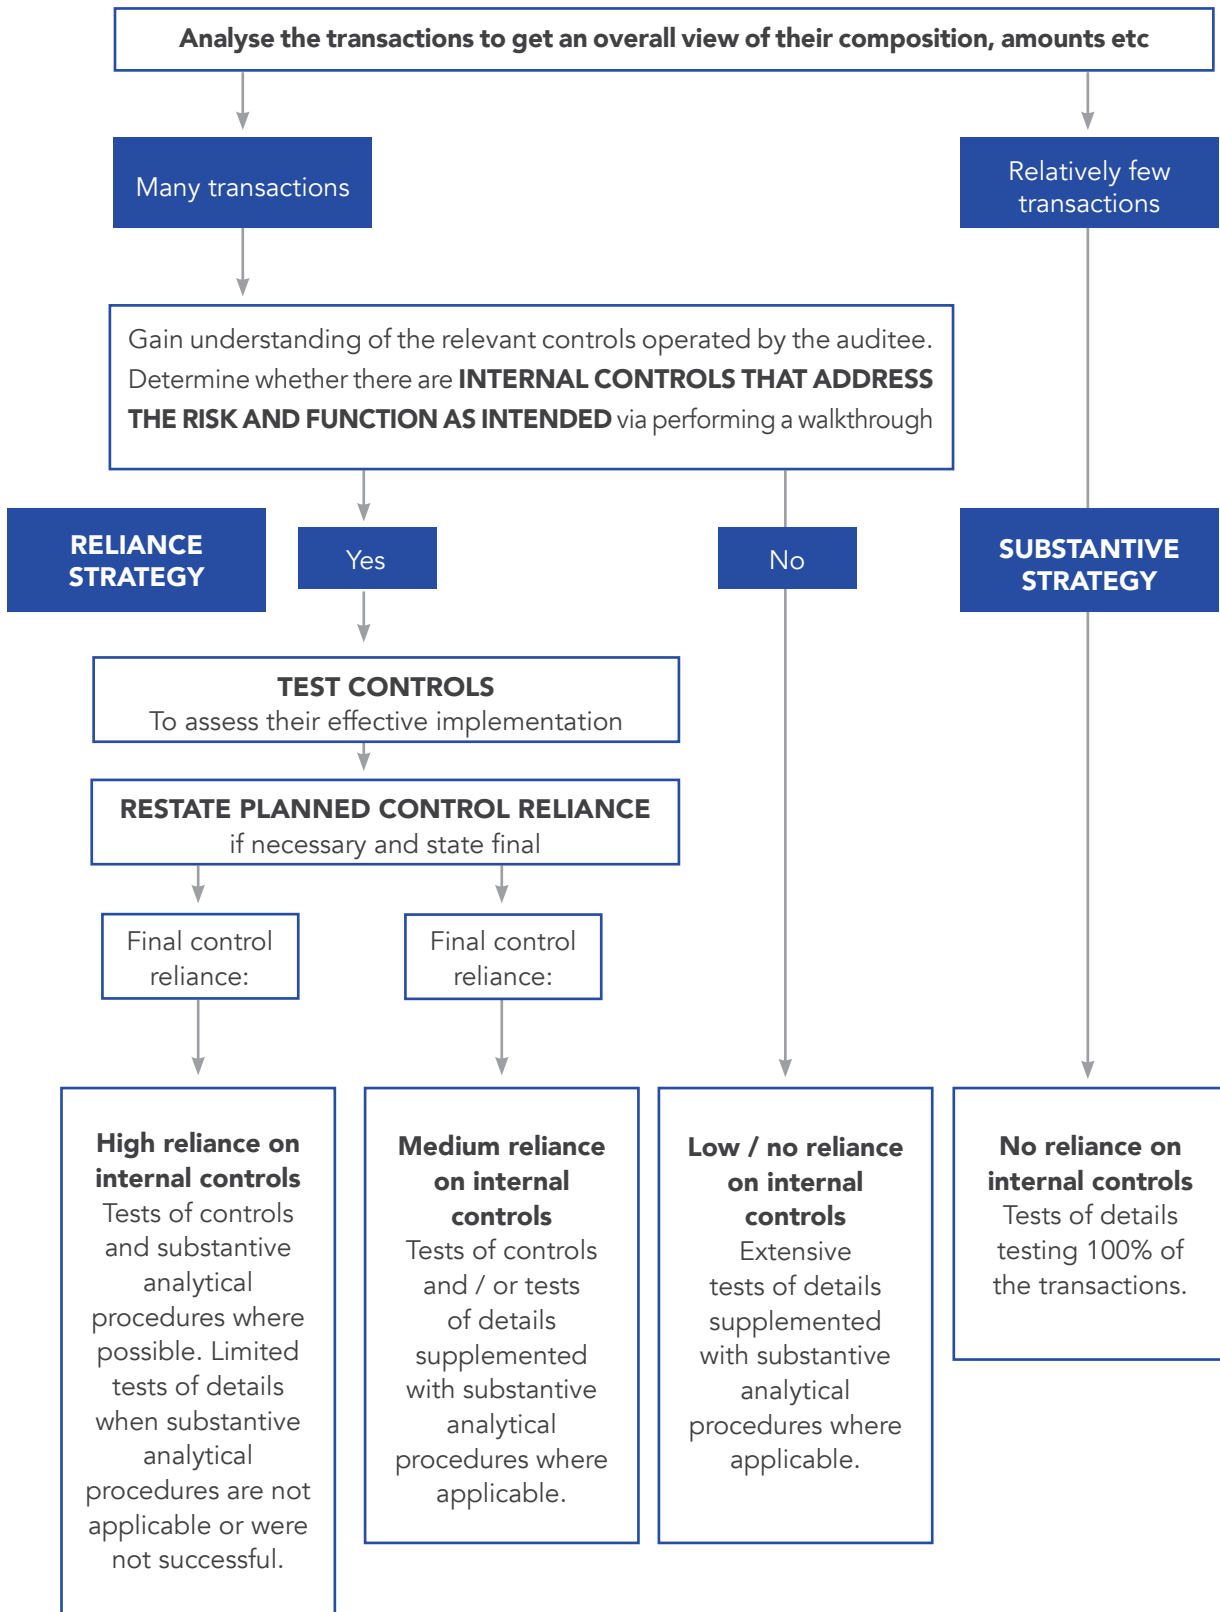 Analyse the transactions to get an overall view of their composition, amounts etc
Many transactions
Relatively few
transactions
Gain understanding of the relevant controls operated by the auditee.
Determine whether there are INTERNAL CONTROLS THAT ADDRESS
THE RISK AND FUNCTION AS INTENDED via performing a walkthrough
RELIANCE
STRATEGY
Yes
No
SUBSTANTIVE
STRATEGY
TEST CONTROLS
To assess their effective implementation
RESTATE PLANNED CONTROL RELIANCE
if necessary and state final
Final control
reliance:
Final control
reliance:
High reliance on
internal controls
Tests of controls
and substantive
analytical
procedures where
possible. Limited
tests of details
when substantive
analytical
procedures are not
applicable or were
not successful.
Medium reliance
on internal
controls
Tests of controls
and / or tests
of details
supplemented
with substantive
analytical
procedures where
applicable.
Low / no reliance
on internal
controls
Extensive
tests of details
supplemented
with substantive
analytical
procedures where
applicable.
No reliance on
internal controls
Tests of details
testing 100% of
the transactions.